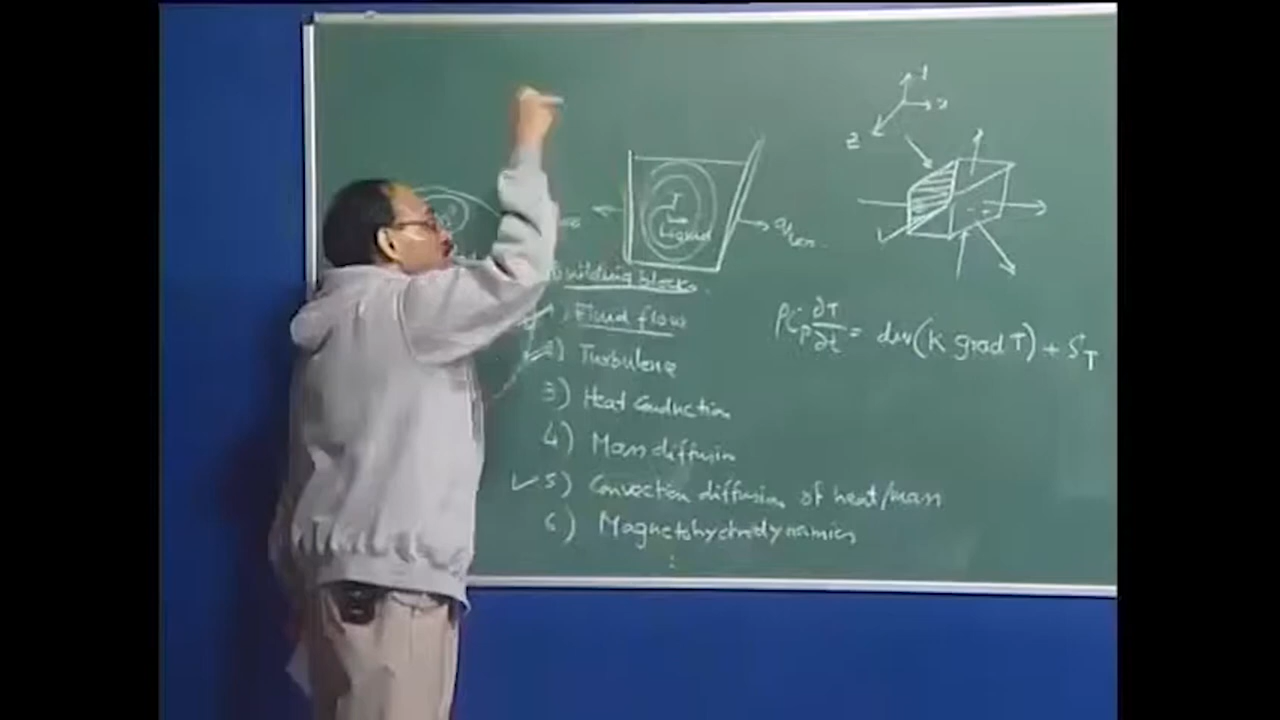 y
x
z
T
Liquid
building blocks.
1) Fluid flow
2) Turbulence
3) Heat Conduction
4) Mass diffusion
✓ 5) Convection diffusion of heat/mass
6) Magnetohydrodynamics
⋮
ρCp ∂T/∂t = div(K grad T) + S_T